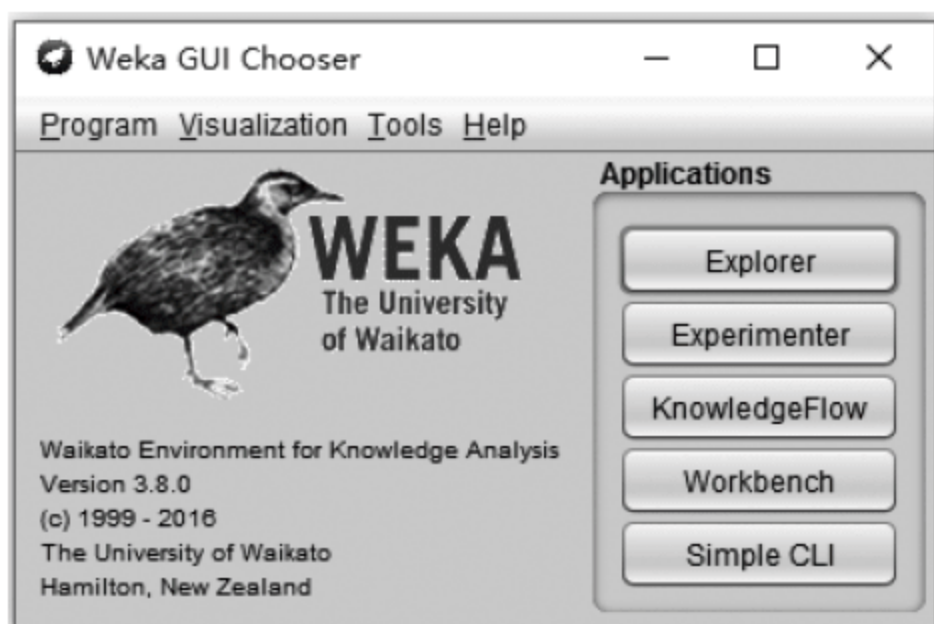 Weka GUI Chooser
Program Visualization Tools Help
WEKA
The University
of Waikato
Waikato Environment for Knowledge Analysis
Version 3.8.0
(c) 1999 - 2016
The University of Waikato
Hamilton, New Zealand
Applications
Explorer
Experimenter
KnowledgeFlow
Workbench
Simple CLI